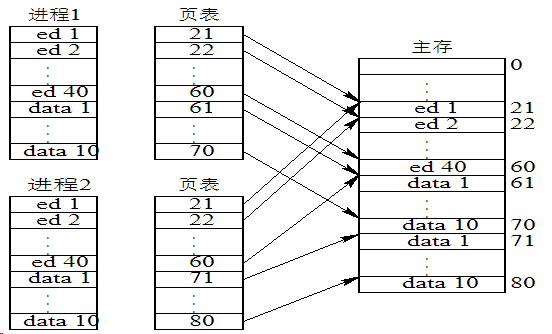 进程1
ed 1
ed 2
⋮
ed 40
data 1
⋮
data 10
页表
21
22
⋮
60
61
⋮
70
进程2
ed 1
ed 2
⋮
ed 40
data 1
⋮
data 10
页表
21
22
⋮
60
71
⋮
80
主存
0
⋮
ed 1 21
ed 2 22
⋮
ed 40 60
data 1 61
⋮
data 10 70
data 1 71
⋮
data 10 80